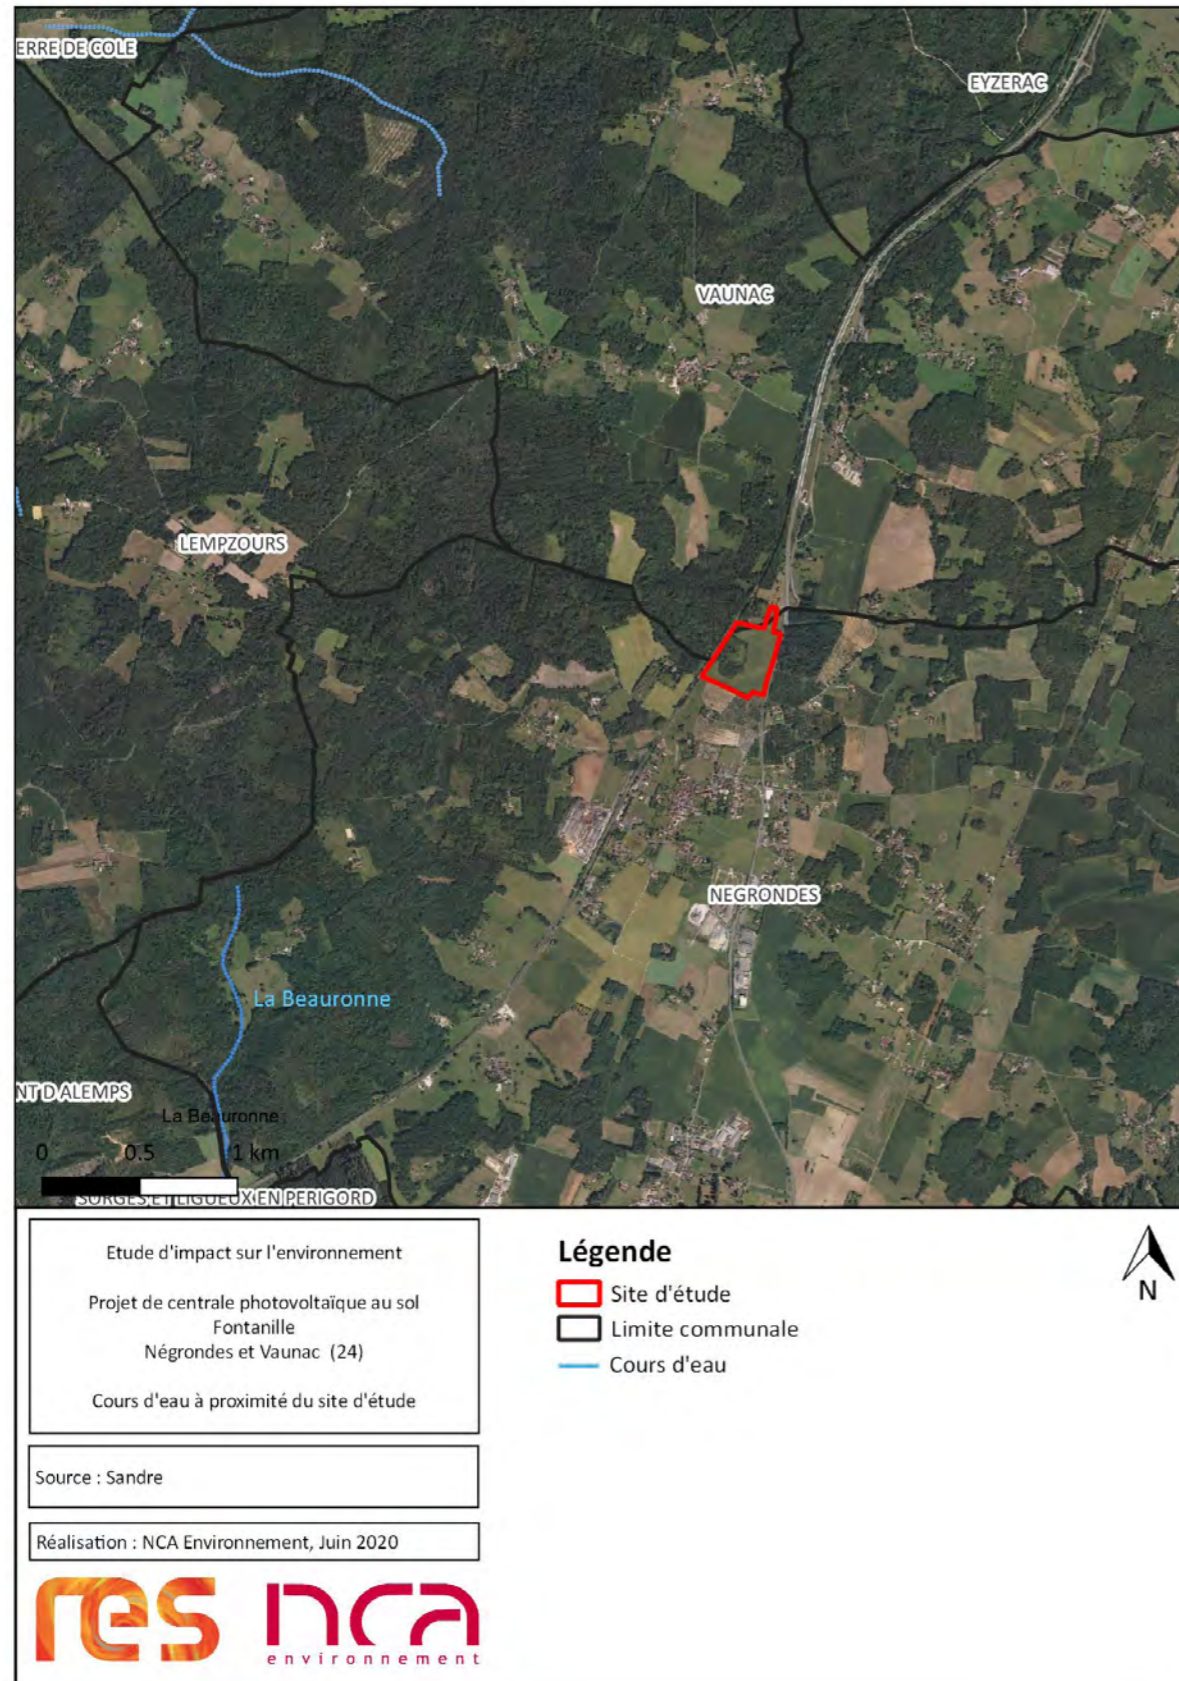 ERRE DE COLE
EYZERAC
VAUNAC
LEMPZOURS
NEGRONDES
La Beauronne
NT D ALEMPS
La Beauronne
0 0.5 1 km
SORGES ET LIGUEUX EN PERIGORD
Etude d'impact sur l'environnement
Projet de centrale photovoltaïque au sol
Fontanille
Négrondes et Vaunac (24)
Cours d'eau à proximité du site d'étude
Source : Sandre
Réalisation : NCA Environnement, Juin 2020
res
nca
environnement
Légende
Site d'étude
Limite communale
Cours d'eau
N